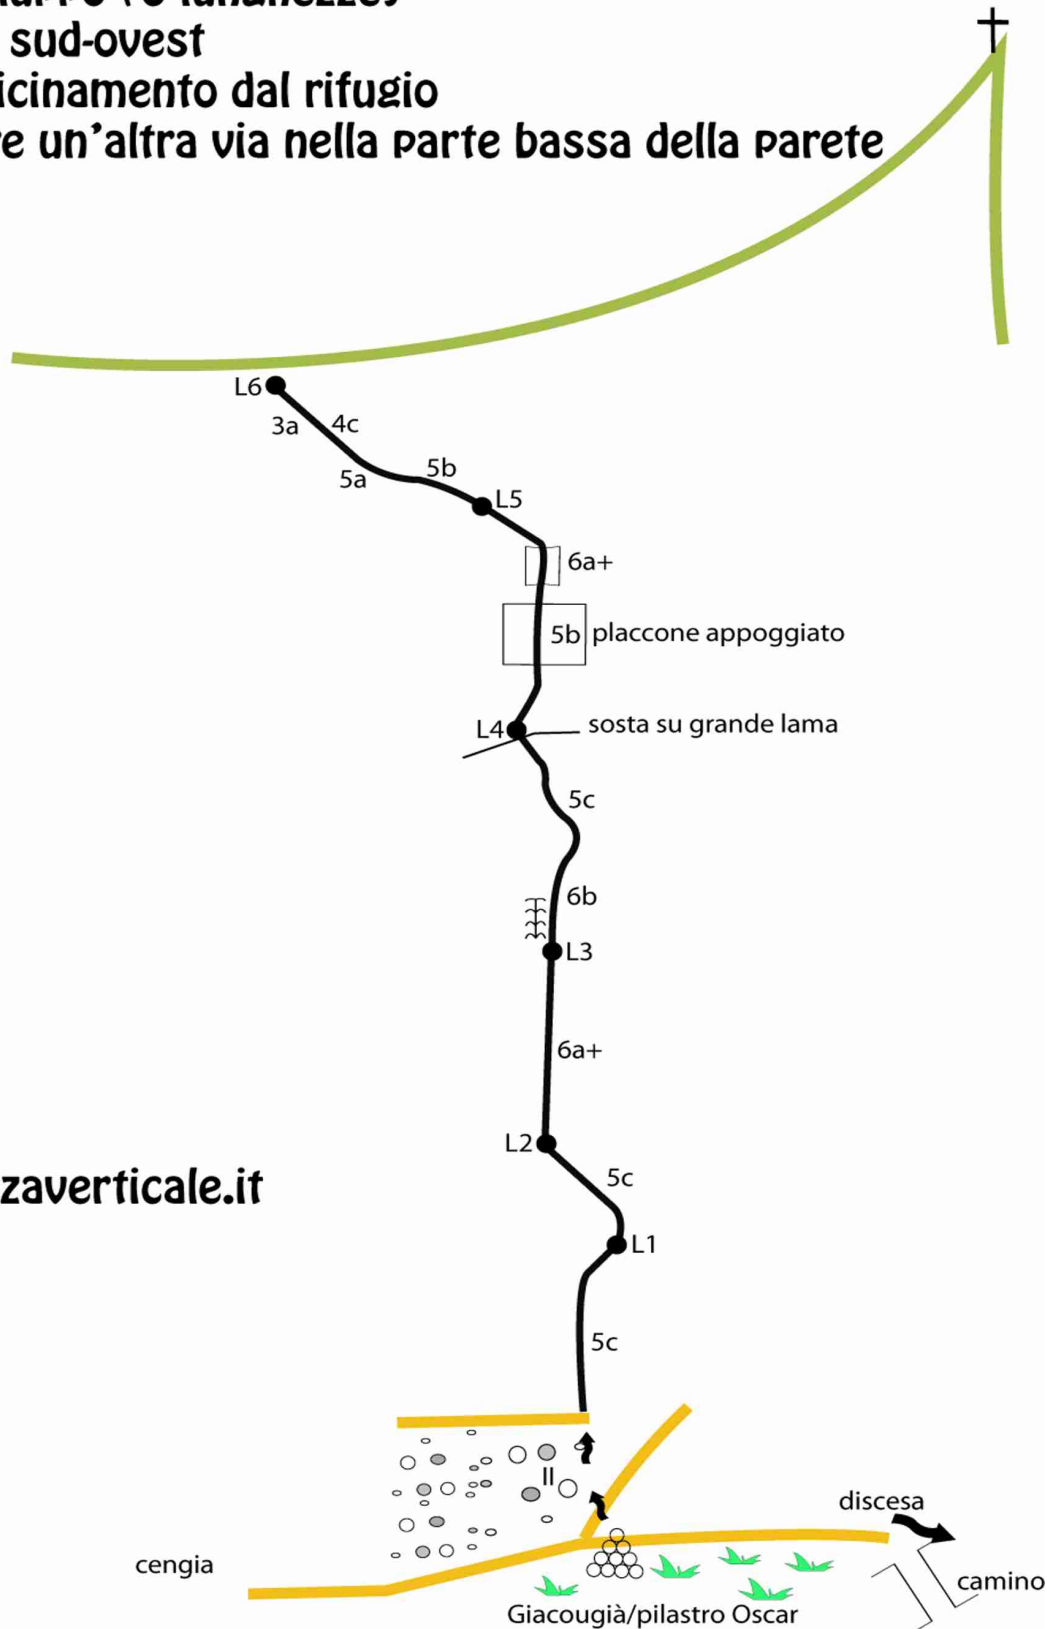 sud-ovest
icinamento dal rifugio
e un'altra via nella parte bassa della parete
L6
3a
4c
5a
5b
L5
6a+
5b
placcone appoggiato
L4
sosta su grande lama
5c
6b
L3
6a+
L2
5c
zaverticale.it
L1
5c
II
discesa
cengia
camino
Giacougià/pilastro Oscar